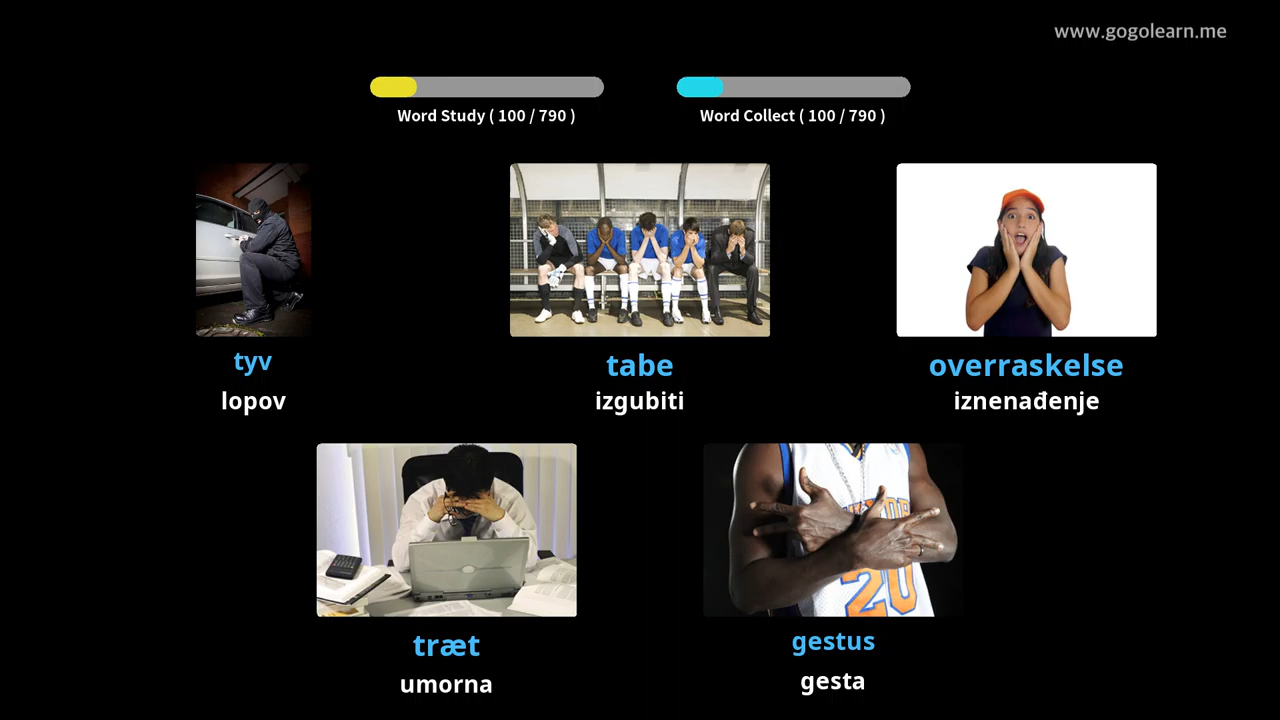 www.gogolearn.me
Word Study ( 100 / 790 )
Word Collect ( 100 / 790 )
tyv
lopov
tabe
izgubiti
overraskelse
iznenađenje
træt
umorna
gestus
gesta
20